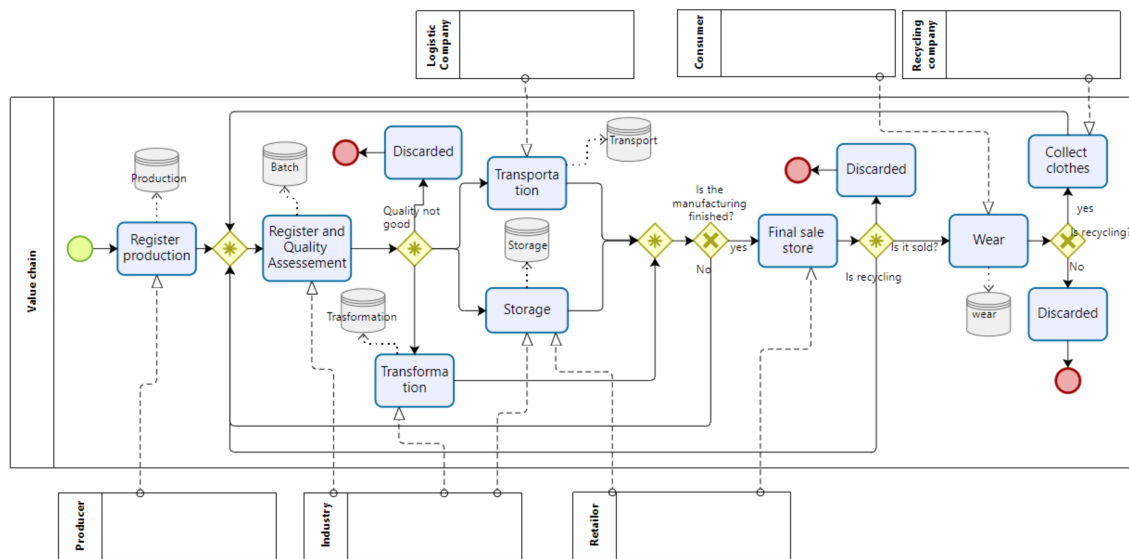 Logistic
Company
Consumer
Recycling
company
Value chain
Production
Register
production
Batch
Register and
Quality
Assessment
Discarded
Quality not
good
Trasformation
Transforma
tion
Transporta
tion
Transport
Storage
Storage
Is the
manufacturing
finished?
yes
No
Final sale
store
Discarded
Is it sold?
Is recycling
Wear
wear
Collect
clothes
yes
Is recycling?
No
Discarded
Producer
Industry
Retailor